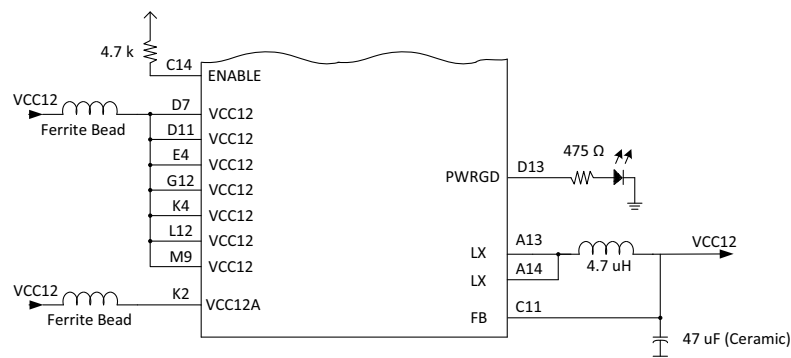 4.7 k
C14
ENABLE
VCC12
Ferrite Bead
D7
VCC12
D11
VCC12
E4
VCC12
G12
VCC12
K4
VCC12
L12
VCC12
M9
VCC12
VCC12
Ferrite Bead
K2
VCC12A
PWRGD
D13
475 Ω
LX
A13
LX
A14
4.7 uH
VCC12
FB
C11
47 uF (Ceramic)